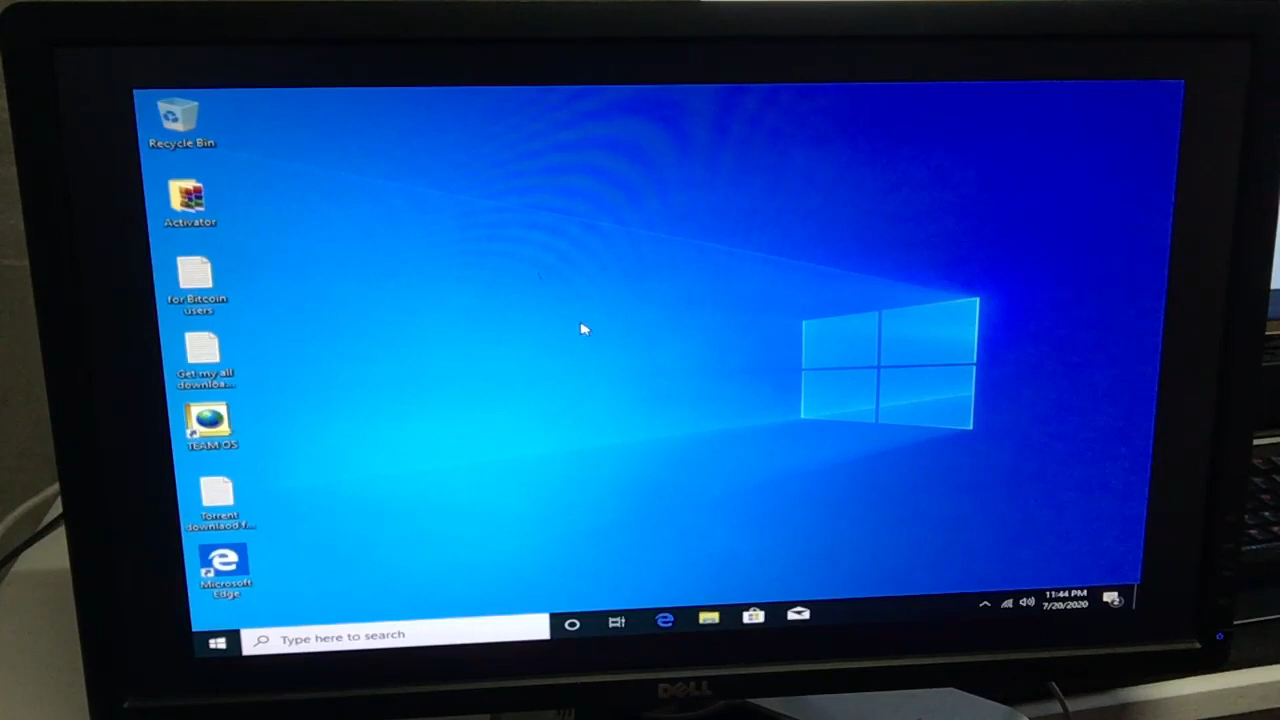 Recycle Bin
Activator
for Bitcoin
users
Get my all
downloa...
TEAM OS
Torrent
downlaod f...
Microsoft
Edge
Type here to search
11:44 PM
7/20/2020
2
DELL